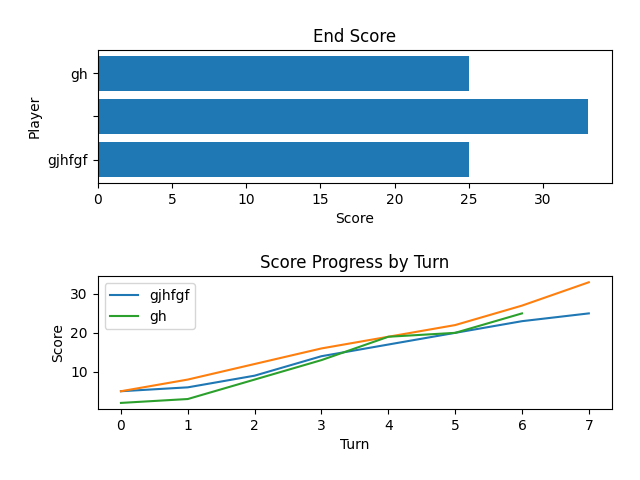 End Score
Player
gh
gjhfgf
0 5 10 15 20 25 30
Score
Score Progress by Turn
Score
30
20
10
gjhfgf
gh
0 1 2 3 4 5 6 7
Turn